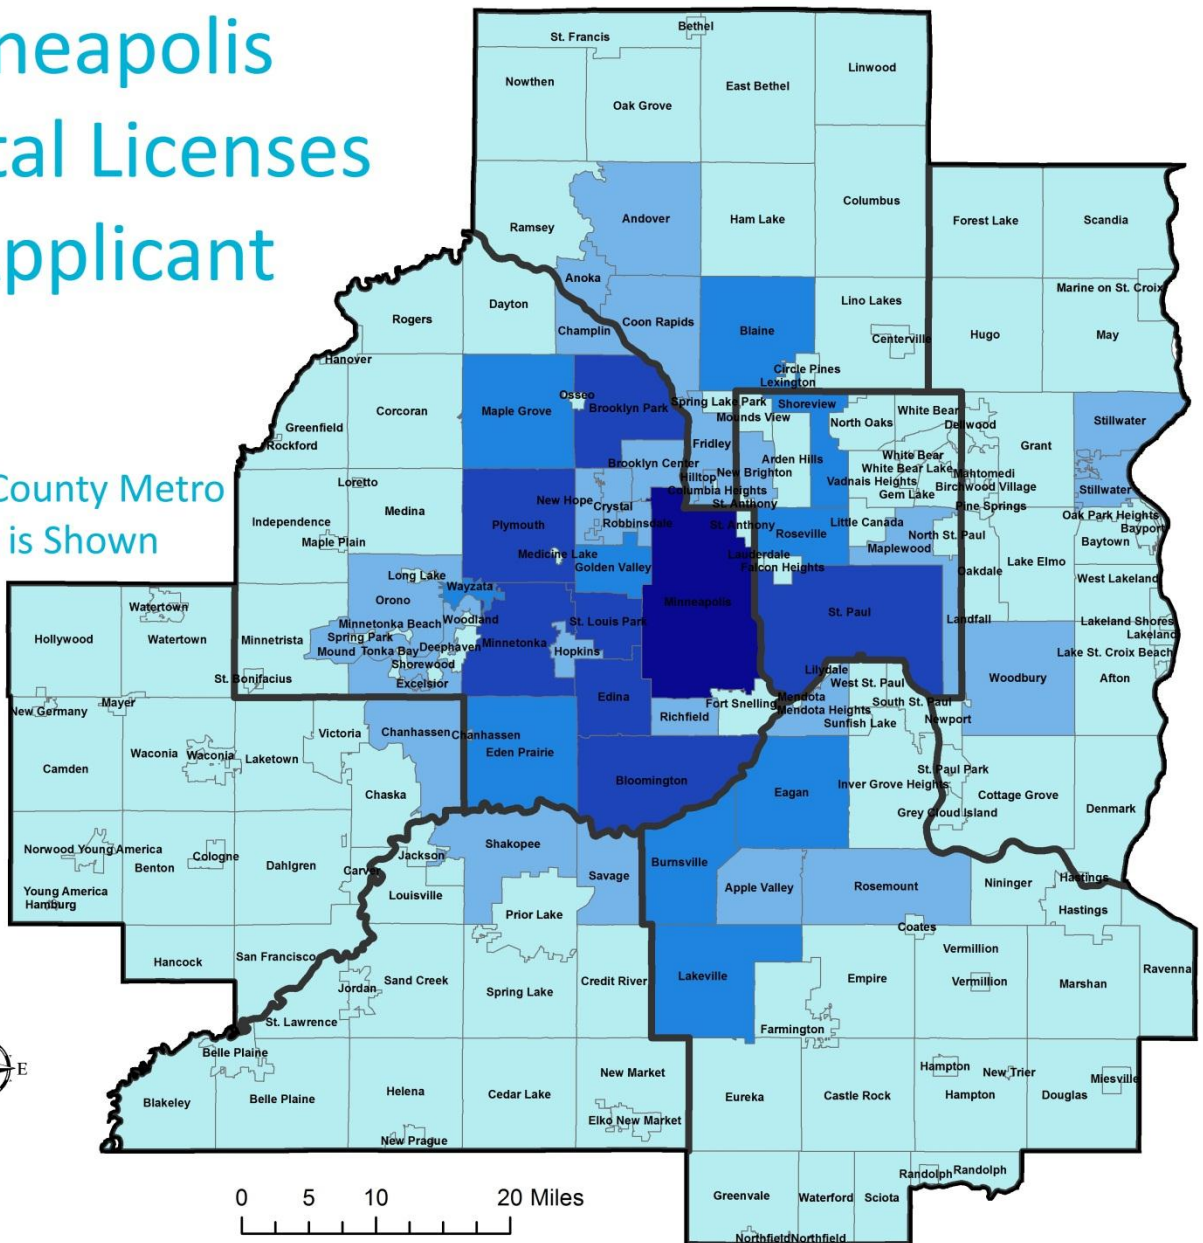 neapolis
tal Licenses
pplicant
County Metro
is Shown
Bethel
St. Francis
Linwood
Nowthen
East Bethel
Oak Grove
Columbus
Andover
Ham Lake
Forest Lake
Scandia
Ramsey
Anoka
Marine on St. Croix
Dayton
Lino Lakes
Rogers
Coon Rapids
Champlin
Blaine
Centerville
Hugo
May
Hanover
Circle Pines
Lexington
Osseo
Corcoran
Maple Grove
Brooklyn Park
Spring Lake Park
Shoreview
White Bear
Mounds View
North Oaks
Dellwood
Stillwater
Greenfield
Rockford
Fridley
Grant
White Bear
Brooklyn Center
Arden Hills
White Bear Lake
Hilltop
New Brighton
Mahtomedi
Loretto
Vadnais Heights
Birchwood Village
Columbia Heights
Gem Lake
Stillwater
New Hope
Crystal
St. Anthony
Pine Springs
Medina
Independence
Plymouth
Robbinsdale
St. Anthony
Little Canada
Oak Park Heights
Roseville
North St. Paul
Bayport
Maple Plain
Baytown
Medicine Lake
Lauderdale
Maplewood
Golden Valley
Falcon Heights
Oakdale
Lake Elmo
Long Lake
Wayzata
West Lakeland
Orono
Minneapolis
Watertown
Woodland
St. Paul
Landfall
Minnetonka Beach
St. Louis Park
Lakeland Shores
Hollywood
Watertown
Minnetrista
Spring Park
Minnetonka
Lakeland
Mound
Tonka Bay
Deephaven
Hopkins
Lake St. Croix Beach
Shorewood
Lilydale
St. Bonifacius
Excelsior
West St. Paul
Woodbury
Afton
Edina
Mendota
Mayer
Fort Snelling
South St. Paul
New Germany
Mendota Heights
Richfield
Sunfish Lake
Newport
Victoria
Chanhassen
Chanhassen
Eden Prairie
Waconia
Waconia
Laketown
Camden
St. Paul Park
Bloomington
Inver Grove Heights
Eagan
Chaska
Cottage Grove
Denmark
Grey Cloud Island
Norwood Young America
Shakopee
Cologne
Jackson
Burnsville
Benton
Dahlgren
Carver
Savage
Hastings
Young America
Apple Valley
Rosemount
Nininger
Hamburg
Louisville
Hastings
Prior Lake
Coates
Hancock
San Francisco
Vermillion
Ravenna
Sand Creek
Credit River
Lakeville
Empire
Vermillion
Marshan
Jordan
Spring Lake
St. Lawrence
Farmington
Belle Plaine
E
New Market
Hampton
New Trier
Miesville
Blakeley
Belle Plaine
Helena
Cedar Lake
Eureka
Castle Rock
Hampton
Douglas
Elko New Market
New Prague
Randolph
Randolph
0 5 10 20 Miles
Greenvale
Waterford
Sciota
Northfield
Northfield